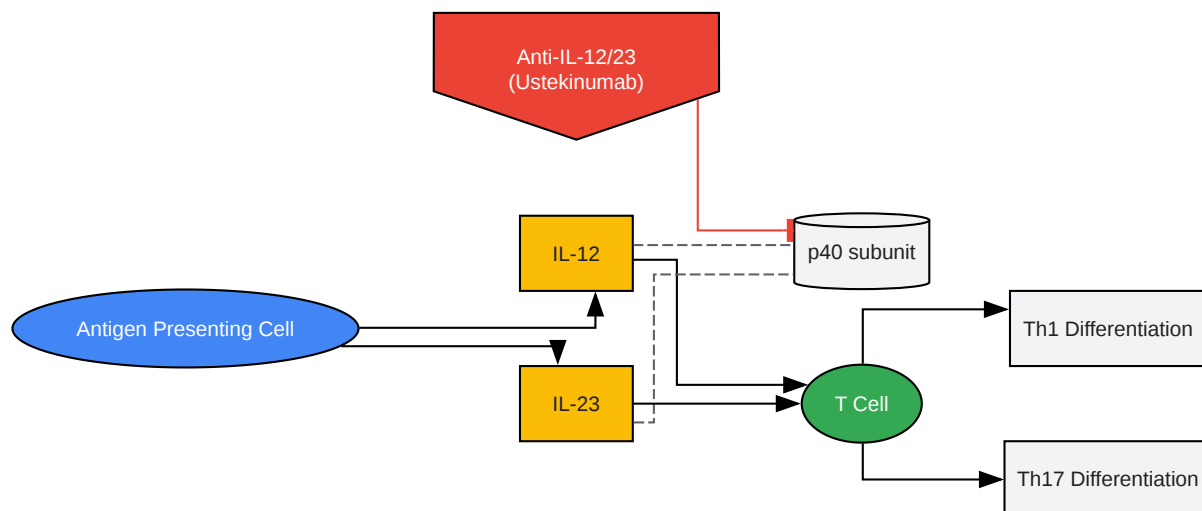 Anti-IL-12/23
(Ustekinumab)
IL-12
p40 subunit
Antigen Presenting Cell
Th1 Differentiation
IL-23
T Cell
Th17 Differentiation